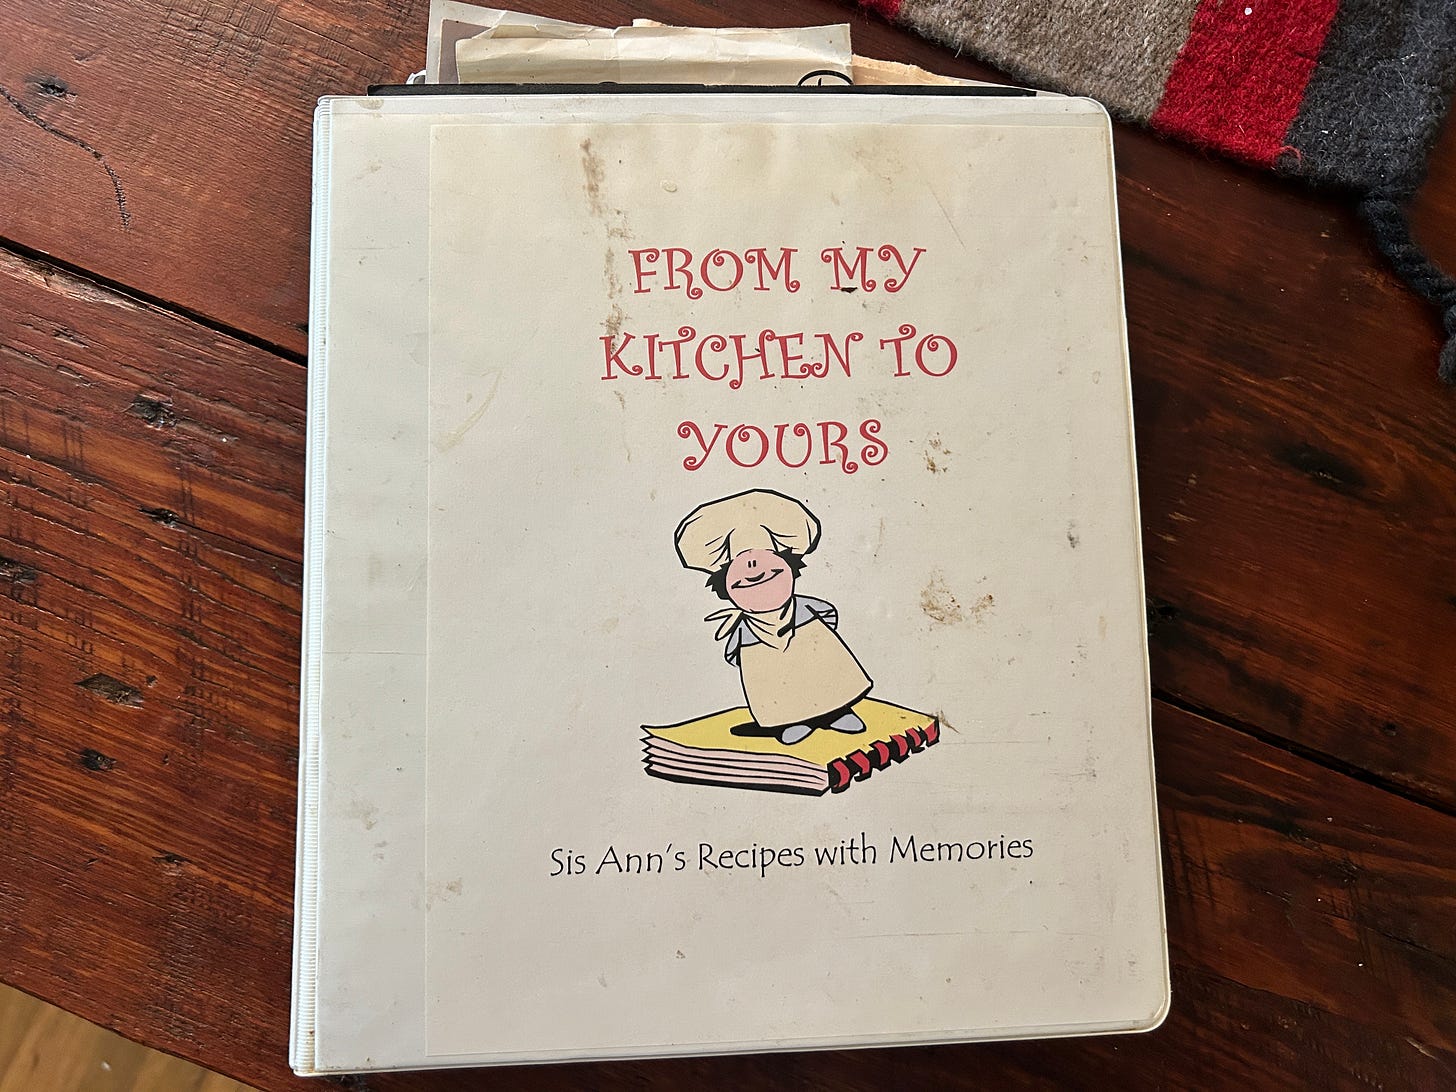 FROM MY
KITCHEN TO
YOURS
Sis Ann's Recipes with Memories